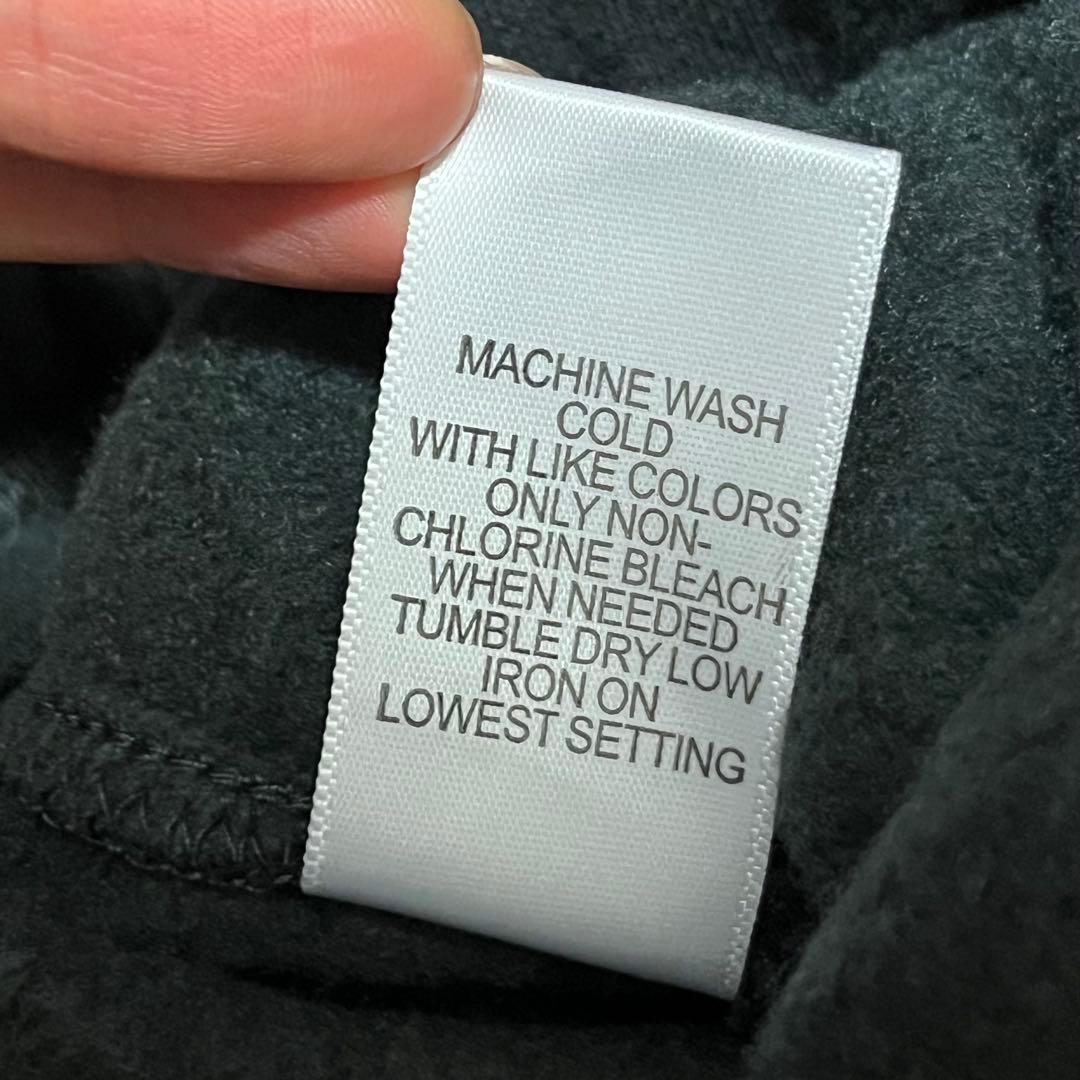 MACHINE WASH
COLD
WITH LIKE COLORS
ONLY NON-
CHLORINE BLEACH
WHEN NEEDED
TUMBLE DRY LOW
IRON ON
LOWEST SETTING